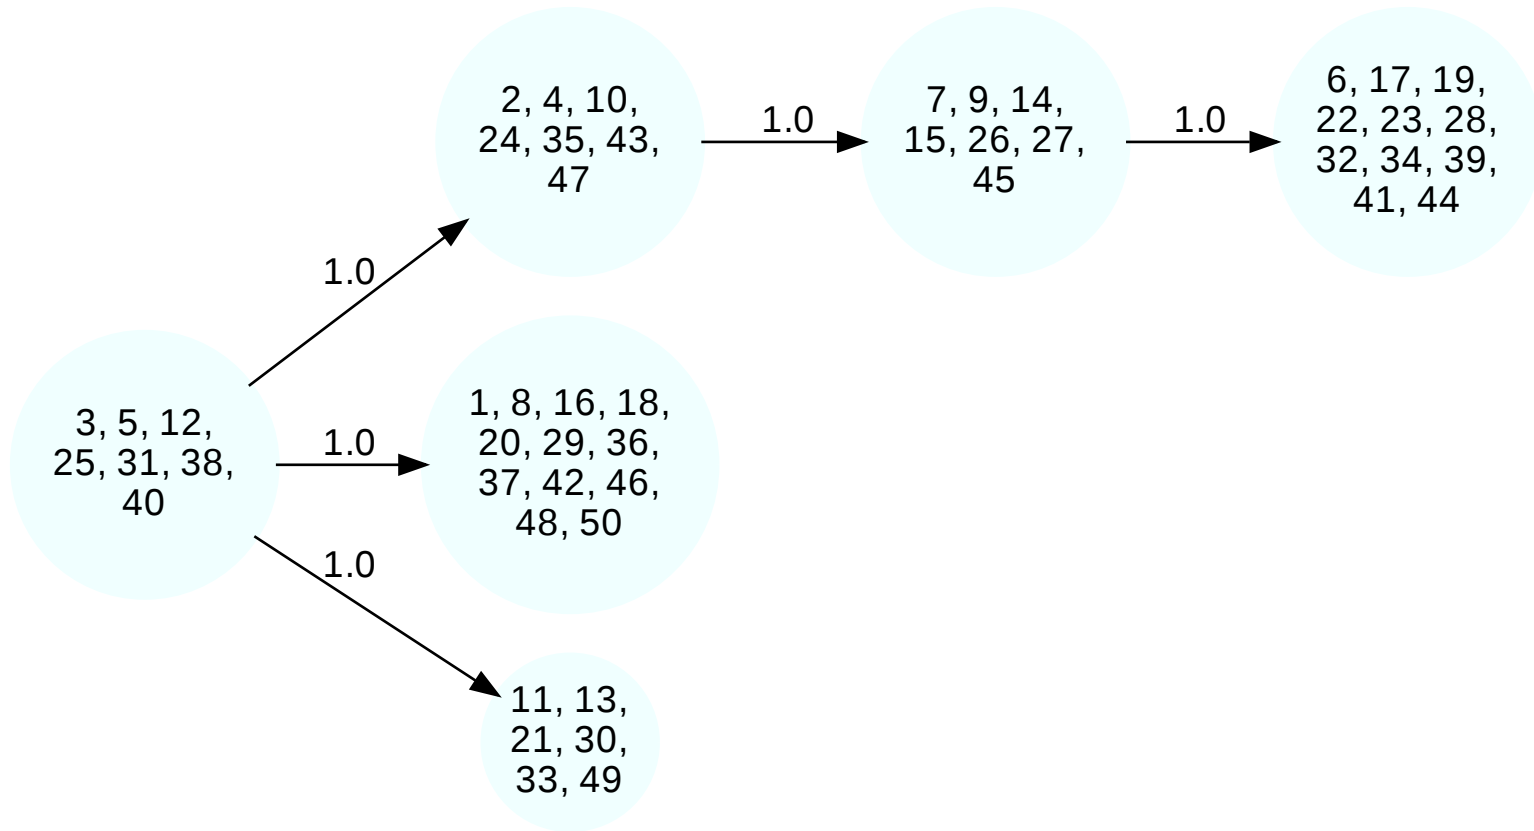 2, 4, 10,
24, 35, 43,
47
1.0
7, 9, 14,
15, 26, 27,
45
1.0
6, 17, 19,
22, 23, 28,
32, 34, 39,
41, 44
1.0
3, 5, 12,
25, 31, 38,
40
1.0
1, 8, 16, 18,
20, 29, 36,
37, 42, 46,
48, 50
1.0
11, 13,
21, 30,
33, 49